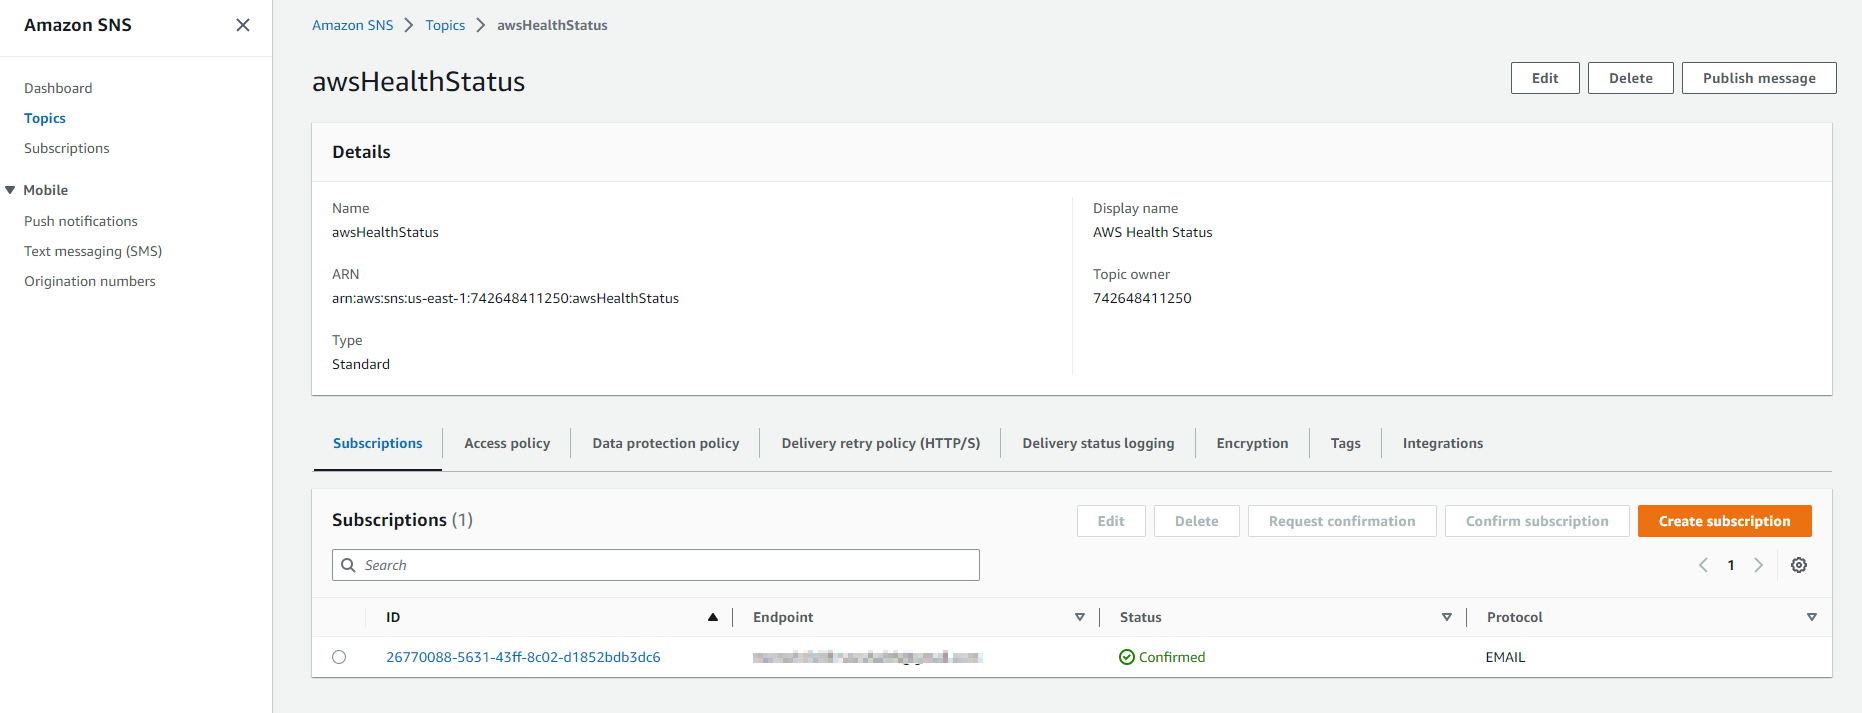 Amazon SNS
Dashboard
Topics
Subscriptions
Mobile
Push notifications
Text messaging (SMS)
Origination numbers
Amazon SNS > Topics > awsHealthStatus
awsHealthStatus
Edit Delete Publish message
Details
Name
awsHealthStatus
ARN
arn:aws:sns:us-east-1:742648411250:awsHealthStatus
Type
Standard
Display name
AWS Health Status
Topic owner
742648411250
Subscriptions Access policy Data protection policy Delivery retry policy (HTTP/S) Delivery status logging Encryption Tags Integrations
Subscriptions (1)
Edit Delete Request confirmation Confirm subscription Create subscription
Search
1
ID Endpoint Status Protocol
26770088-5631-43ff-8c02-d1852bdb3dc6 Confirmed EMAIL